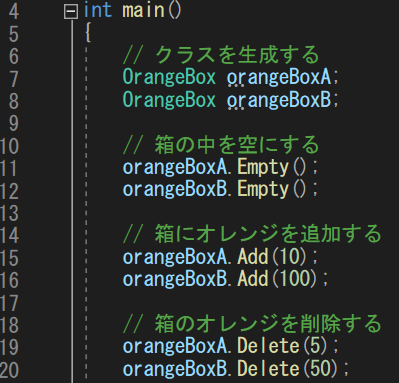 4 int main()
5 {
6 // クラスを生成する
7 OrangeBox orangeBoxA;
8 OrangeBox orangeBoxB;
9
10 // 箱の中を空にする
11 orangeBoxA.Empty();
12 orangeBoxB.Empty();
13
14 // 箱にオレンジを追加する
15 orangeBoxA.Add(10);
16 orangeBoxB.Add(100);
17
18 // 箱のオレンジを削除する
19 orangeBoxA.Delete(5);
20 orangeBoxB.Delete(50);